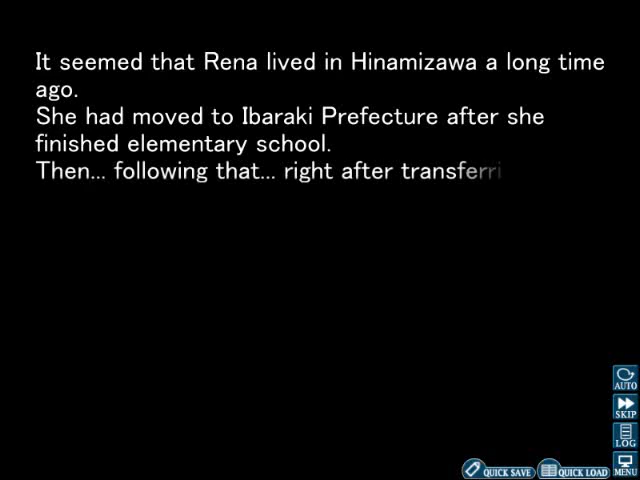 It seemed that Rena lived in Hinamizawa a long time
ago.
She had moved to Ibaraki Prefecture after she
finished elementary school.
Then... following that... right after transferri
AUTO
SKIP
LOG
MENU
QUICK SAVE
QUICK LOAD